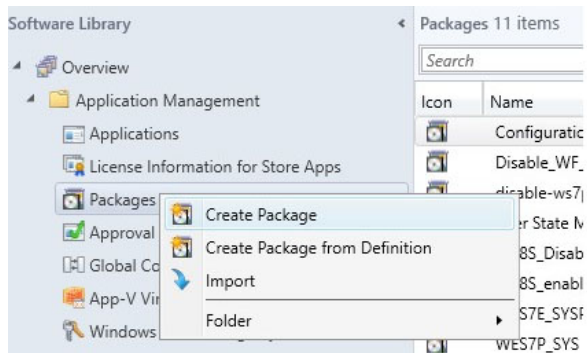 Software Library
Packages 11 items
Overview
Search
Application Management
Icon
Name
Applications
Configuratic
License Information for Store Apps
Disable_WF_
Packages
disable-ws7
Create Package
Approval
Create Package from Definition
8S_Disab
Global Co
Import
8S_enabl
App-V Vir
S7E_SYSF
Folder
Windows
WES7P_SYS